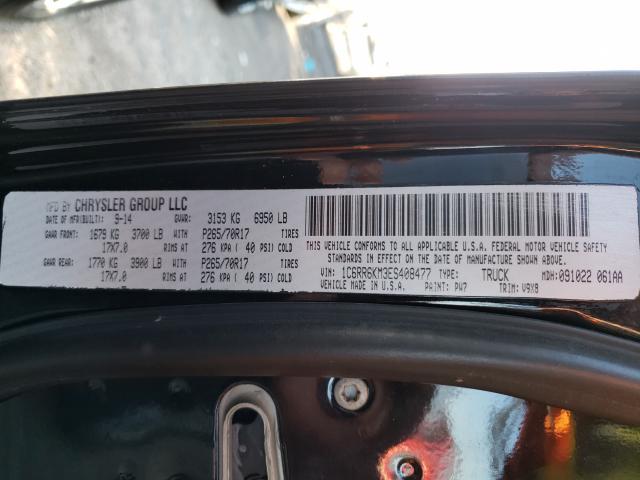 MFD BY CHRYSLER GROUP LLC
DATE OF MFR(BUILT): 9-14 GVWR: 3153 KG 6950 LB
GAWR FRONT: 1679 KG 3700 LB WITH P265/70R17
17X7.0 RIMS AT 276 KPA ( 40 PSI) COLD
GAWR REAR: 1770 KG 3900 LB WITH P265/70R17
17X7.0 RIMS AT 276 KPA ( 40 PSI) COLD
THIS VEHICLE CONFORMS TO ALL APPLICABLE U.S.A. FEDERAL MOTOR VEHICLE SAFETY
STANDARDS IN EFFECT ON THE DATE OF MANUFACTURE SHOWN ABOVE.
VIN: 1C6RR6KM3ES408477 TYPE: TRUCK MDH: 091022 061AA
VEHICLE MADE IN U.S.A. PAINT: PW7 TRIM: V9X8